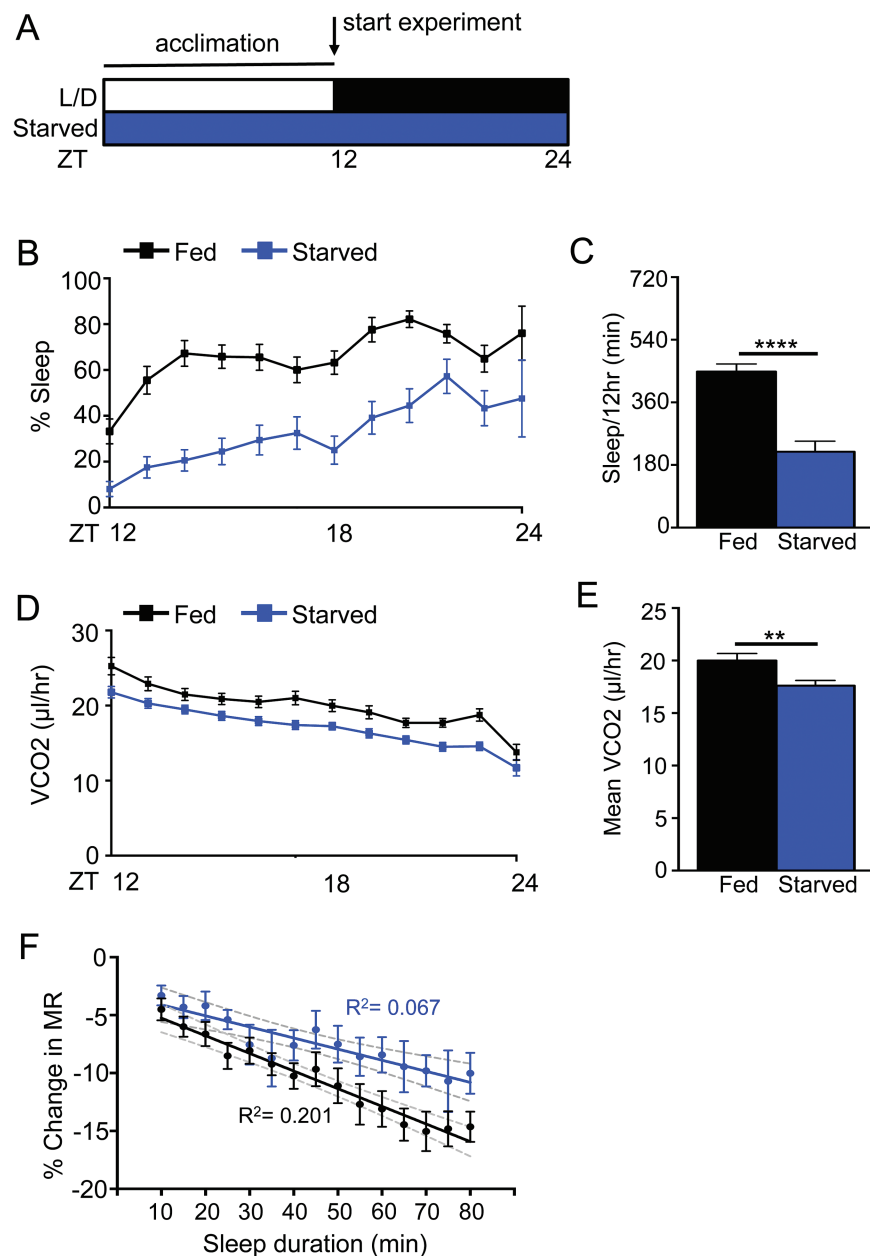 A
start experiment
acclimation
L/D
Starved
ZT
12
24
B
Fed
Starved
100
80
60
40
20
0
% Sleep
ZT
12
18
24
C
720
540
360
180
0
Sleep/12hr (min)
****
Fed
Starved
D
Fed
Starved
30
20
10
0
VCO2 (µl/hr)
ZT
12
18
24
E
25
20
15
10
5
0
Mean VCO2 (µl/hr)
**
Fed
Starved
F
0
-5
-10
-15
-20
% Change in MR
R²= 0.067
R²= 0.201
10 20 30 40 50 60 70 80
Sleep duration (min)